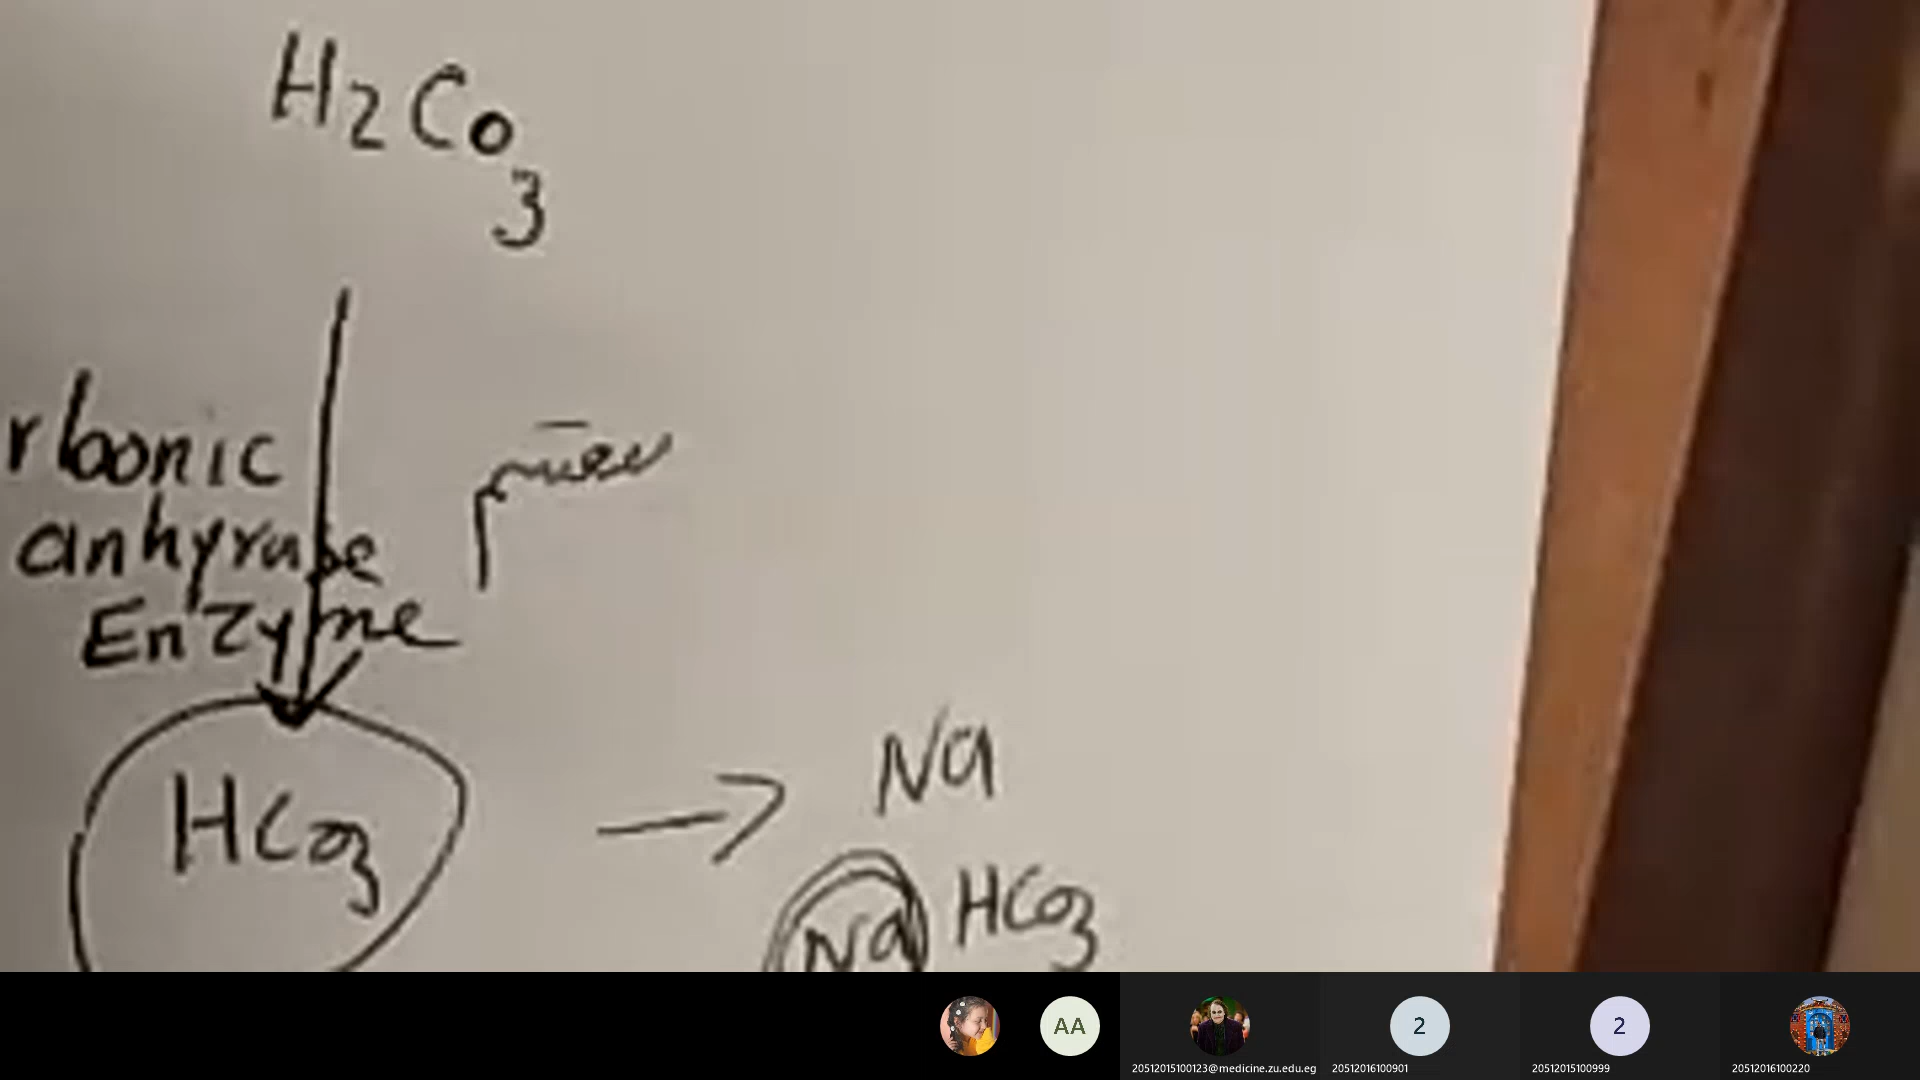 H2Co3
rbonic
anhyrase
Enzyme
HCo3
Na
Na HCo3
AA
2
2
20512015100123@medicine.zu.edu.eg
20512016100901
20512015100999
20512016100220